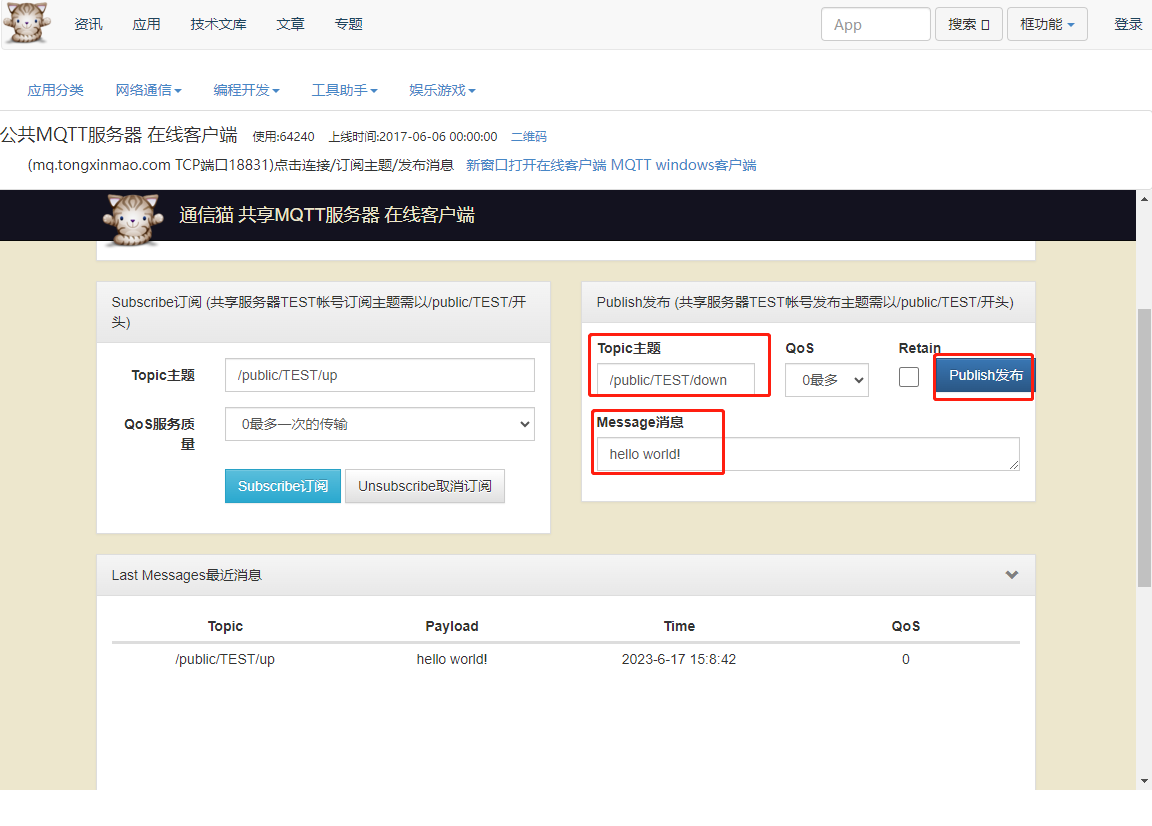 资讯 应用 技术文库 文章 专题 App 搜索 框功能 登录
应用分类 网络通信 编程开发 工具助手 娱乐游戏
公共MQTT服务器 在线客户端 使用:64240 上线时间:2017-06-06 00:00:00 二维码
(mq.tongxinmao.com TCP端口18831)点击连接/订阅主题/发布消息 新窗口打开在线客户端 MQTT windows客户端
通信猫 共享MQTT服务器 在线客户端
Subscribe订阅 (共享服务器TEST帐号订阅主题需以/public/TEST/开
头)
Topic主题 /public/TEST/up
QoS服务质
量
0最多一次的传输
Subscribe订阅 Unsubscribe取消订阅
Publish发布 (共享服务器TEST帐号发布主题需以/public/TEST/开头)
Topic主题 QoS Retain
/public/TEST/down 0最多 Publish发布
Message消息
hello world!
Last Messages最近消息
Topic Payload Time QoS
/public/TEST/up hello world! 2023-6-17 15:8:42 0